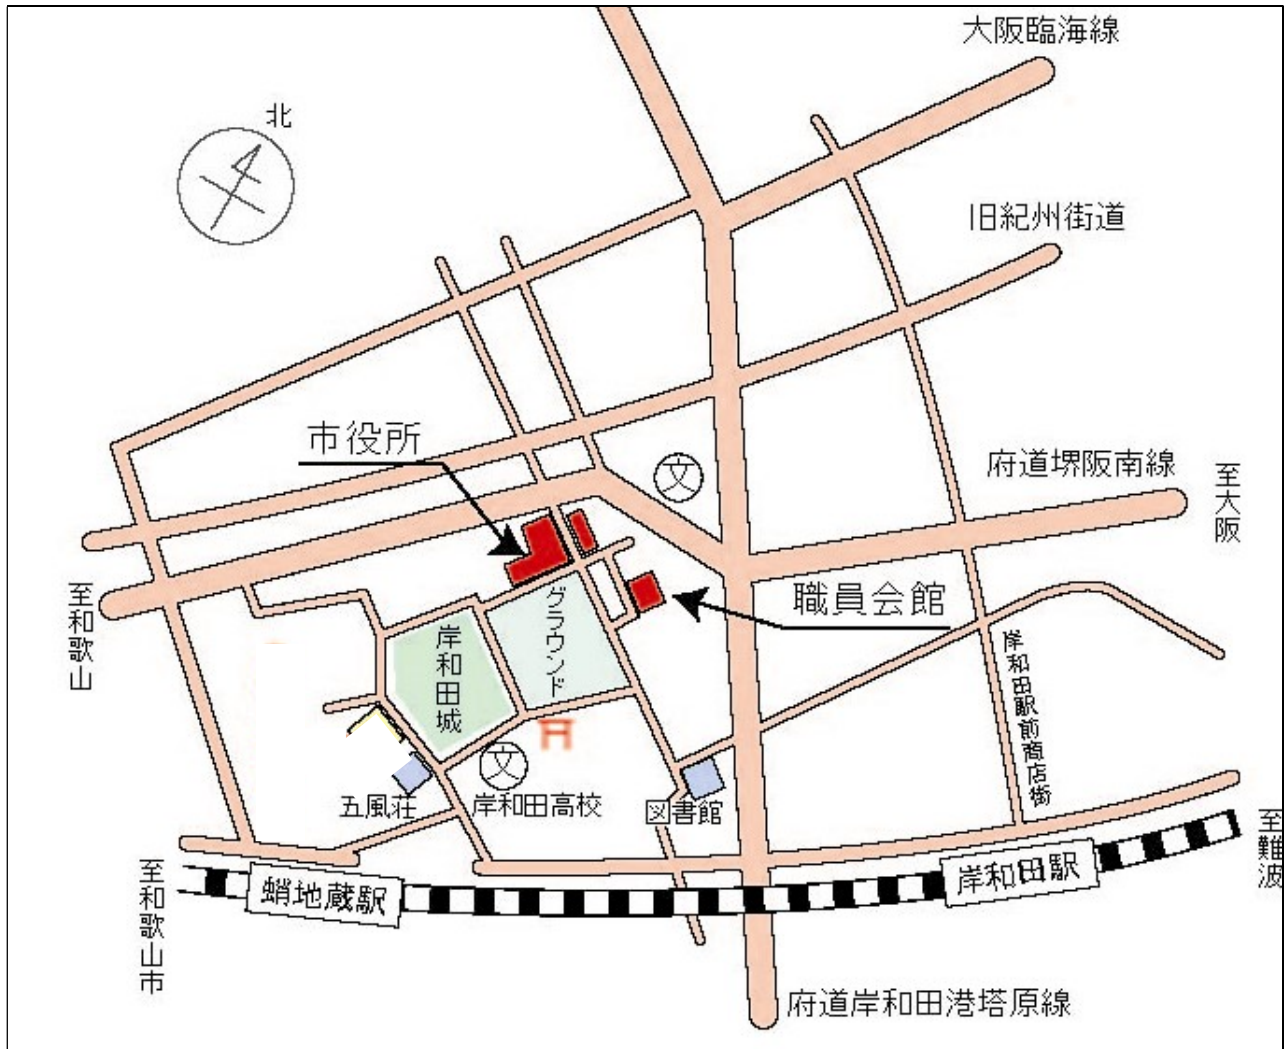 大阪臨海線
北
旧紀州街道
市役所
文
府道堺阪南線
至大阪
至和歌山
グラウンド
職員会館
岸和田城
岸和田駅前商店街
文
五風荘
岸和田高校
図書館
至難波
至和歌山市
蛸地蔵駅
岸和田駅
府道岸和田港塔原線